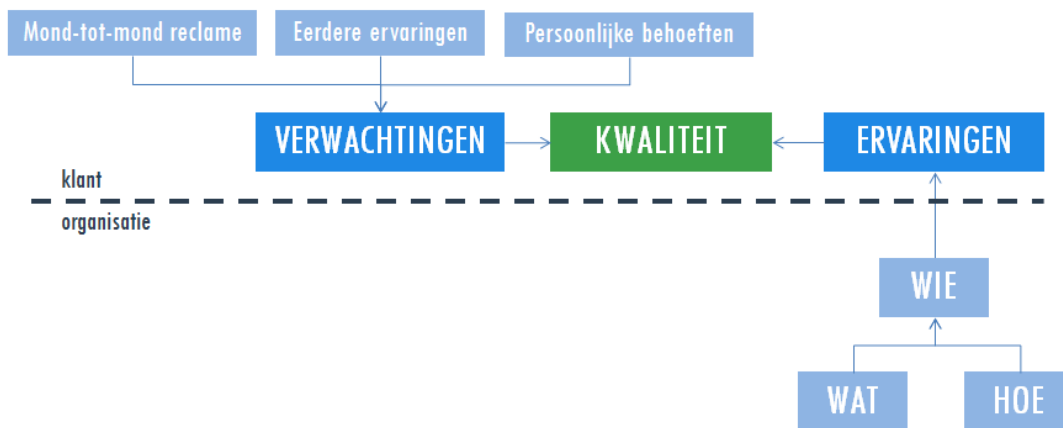 Mond-tot-mond reclame
Eerdere ervaringen
Persoonlijke behoeften
VERWACHTINGEN
KWALITEIT
ERVARINGEN
klant
organisatie
WIE
WAT
HOE